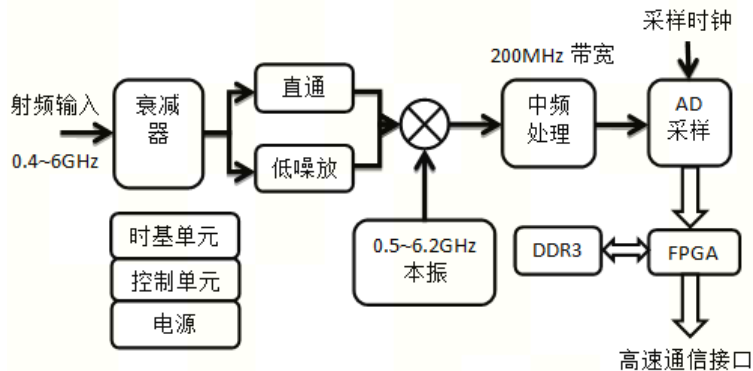 采样时钟
200MHz 带宽
射频输入
0.4~6GHz
衰减
器
直通
低噪放
中频
处理
AD
采样
时基单元
控制单元
电源
0.5~6.2GHz
本振
DDR3
FPGA
高速通信接口